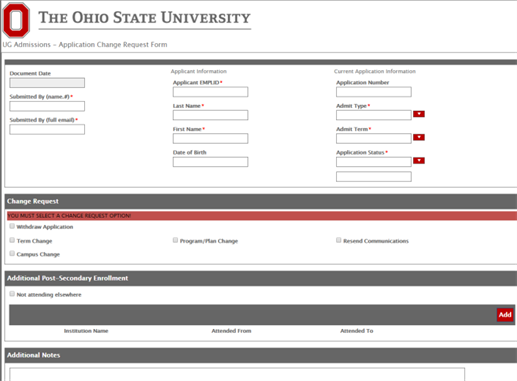 THE OHIO STATE UNIVERSITY
UG Admissions – Application Change Request Form
Document Date
Submitted By (name.#)*
Submitted By (full email)*
Applicant Information
Applicant EMPLID*
Last Name*
First Name*
Date of Birth
Current Application Information
Application Number
Admit Type*
Admit Term*
Application Status*
Change Request
YOU MUST SELECT A CHANGE REQUEST OPTION!
Withdraw Application
Term Change Program/Plan Change Resend Communications
Campus Change
Additional Post-Secondary Enrollment
Not attending elsewhere
Add
Institution Name Attended From Attended To
Additional Notes